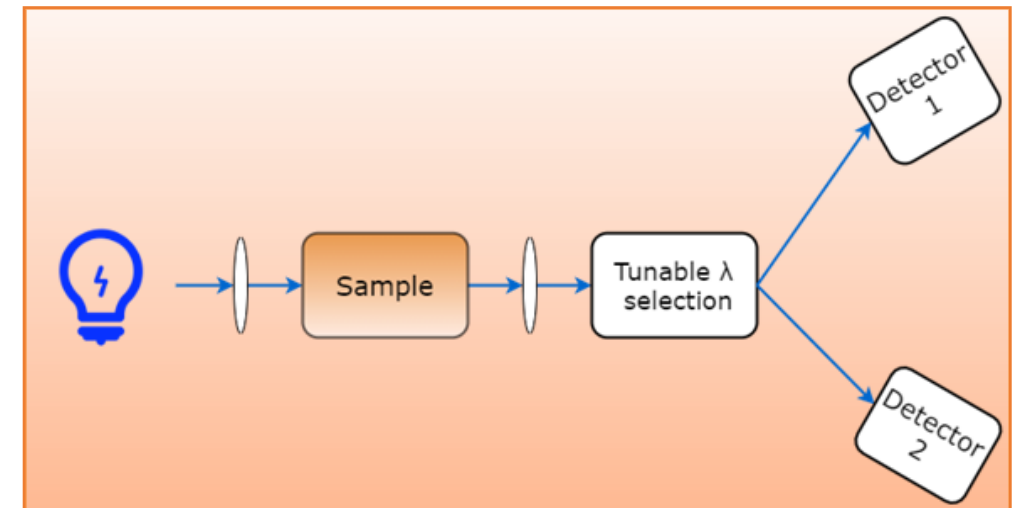 Detector
1
Sample
Tunable λ
selection
Detector
2